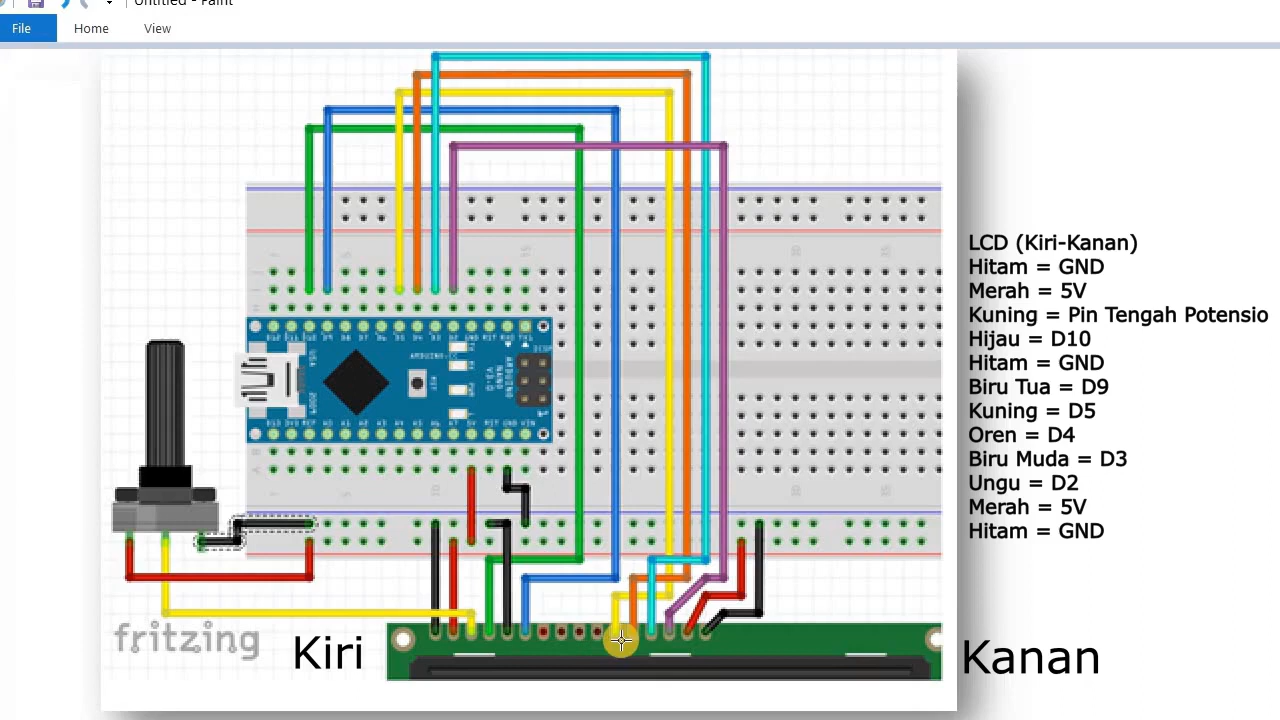 Untitled - Paint
File Home View
LCD (Kiri-Kanan)
Hitam = GND
Merah = 5V
Kuning = Pin Tengah Potensio
Hijau = D10
Hitam = GND
Biru Tua = D9
Kuning = D5
Oren = D4
Biru Muda = D3
Ungu = D2
Merah = 5V
Hitam = GND
fritzing
Kiri
Kanan